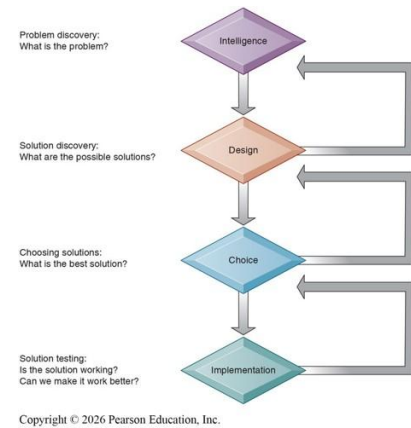 Problem discovery:
What is the problem?
Intelligence
Solution discovery:
What are the possible solutions?
Design
Choosing solutions:
What is the best solution?
Choice
Solution testing:
Is the solution working?
Can we make it work better?
Implementation
Copyright © 2026 Pearson Education, Inc.